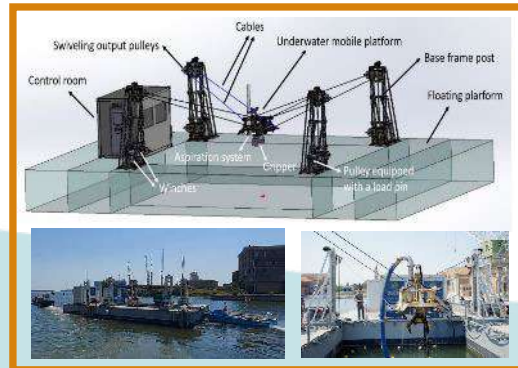 Cables
Swiveling output pulleys
Underwater mobile platform
Control room
Base frame post
Floating plarform
Aspiration system
Gripper
Winches
Pulley equipped
with a load pin